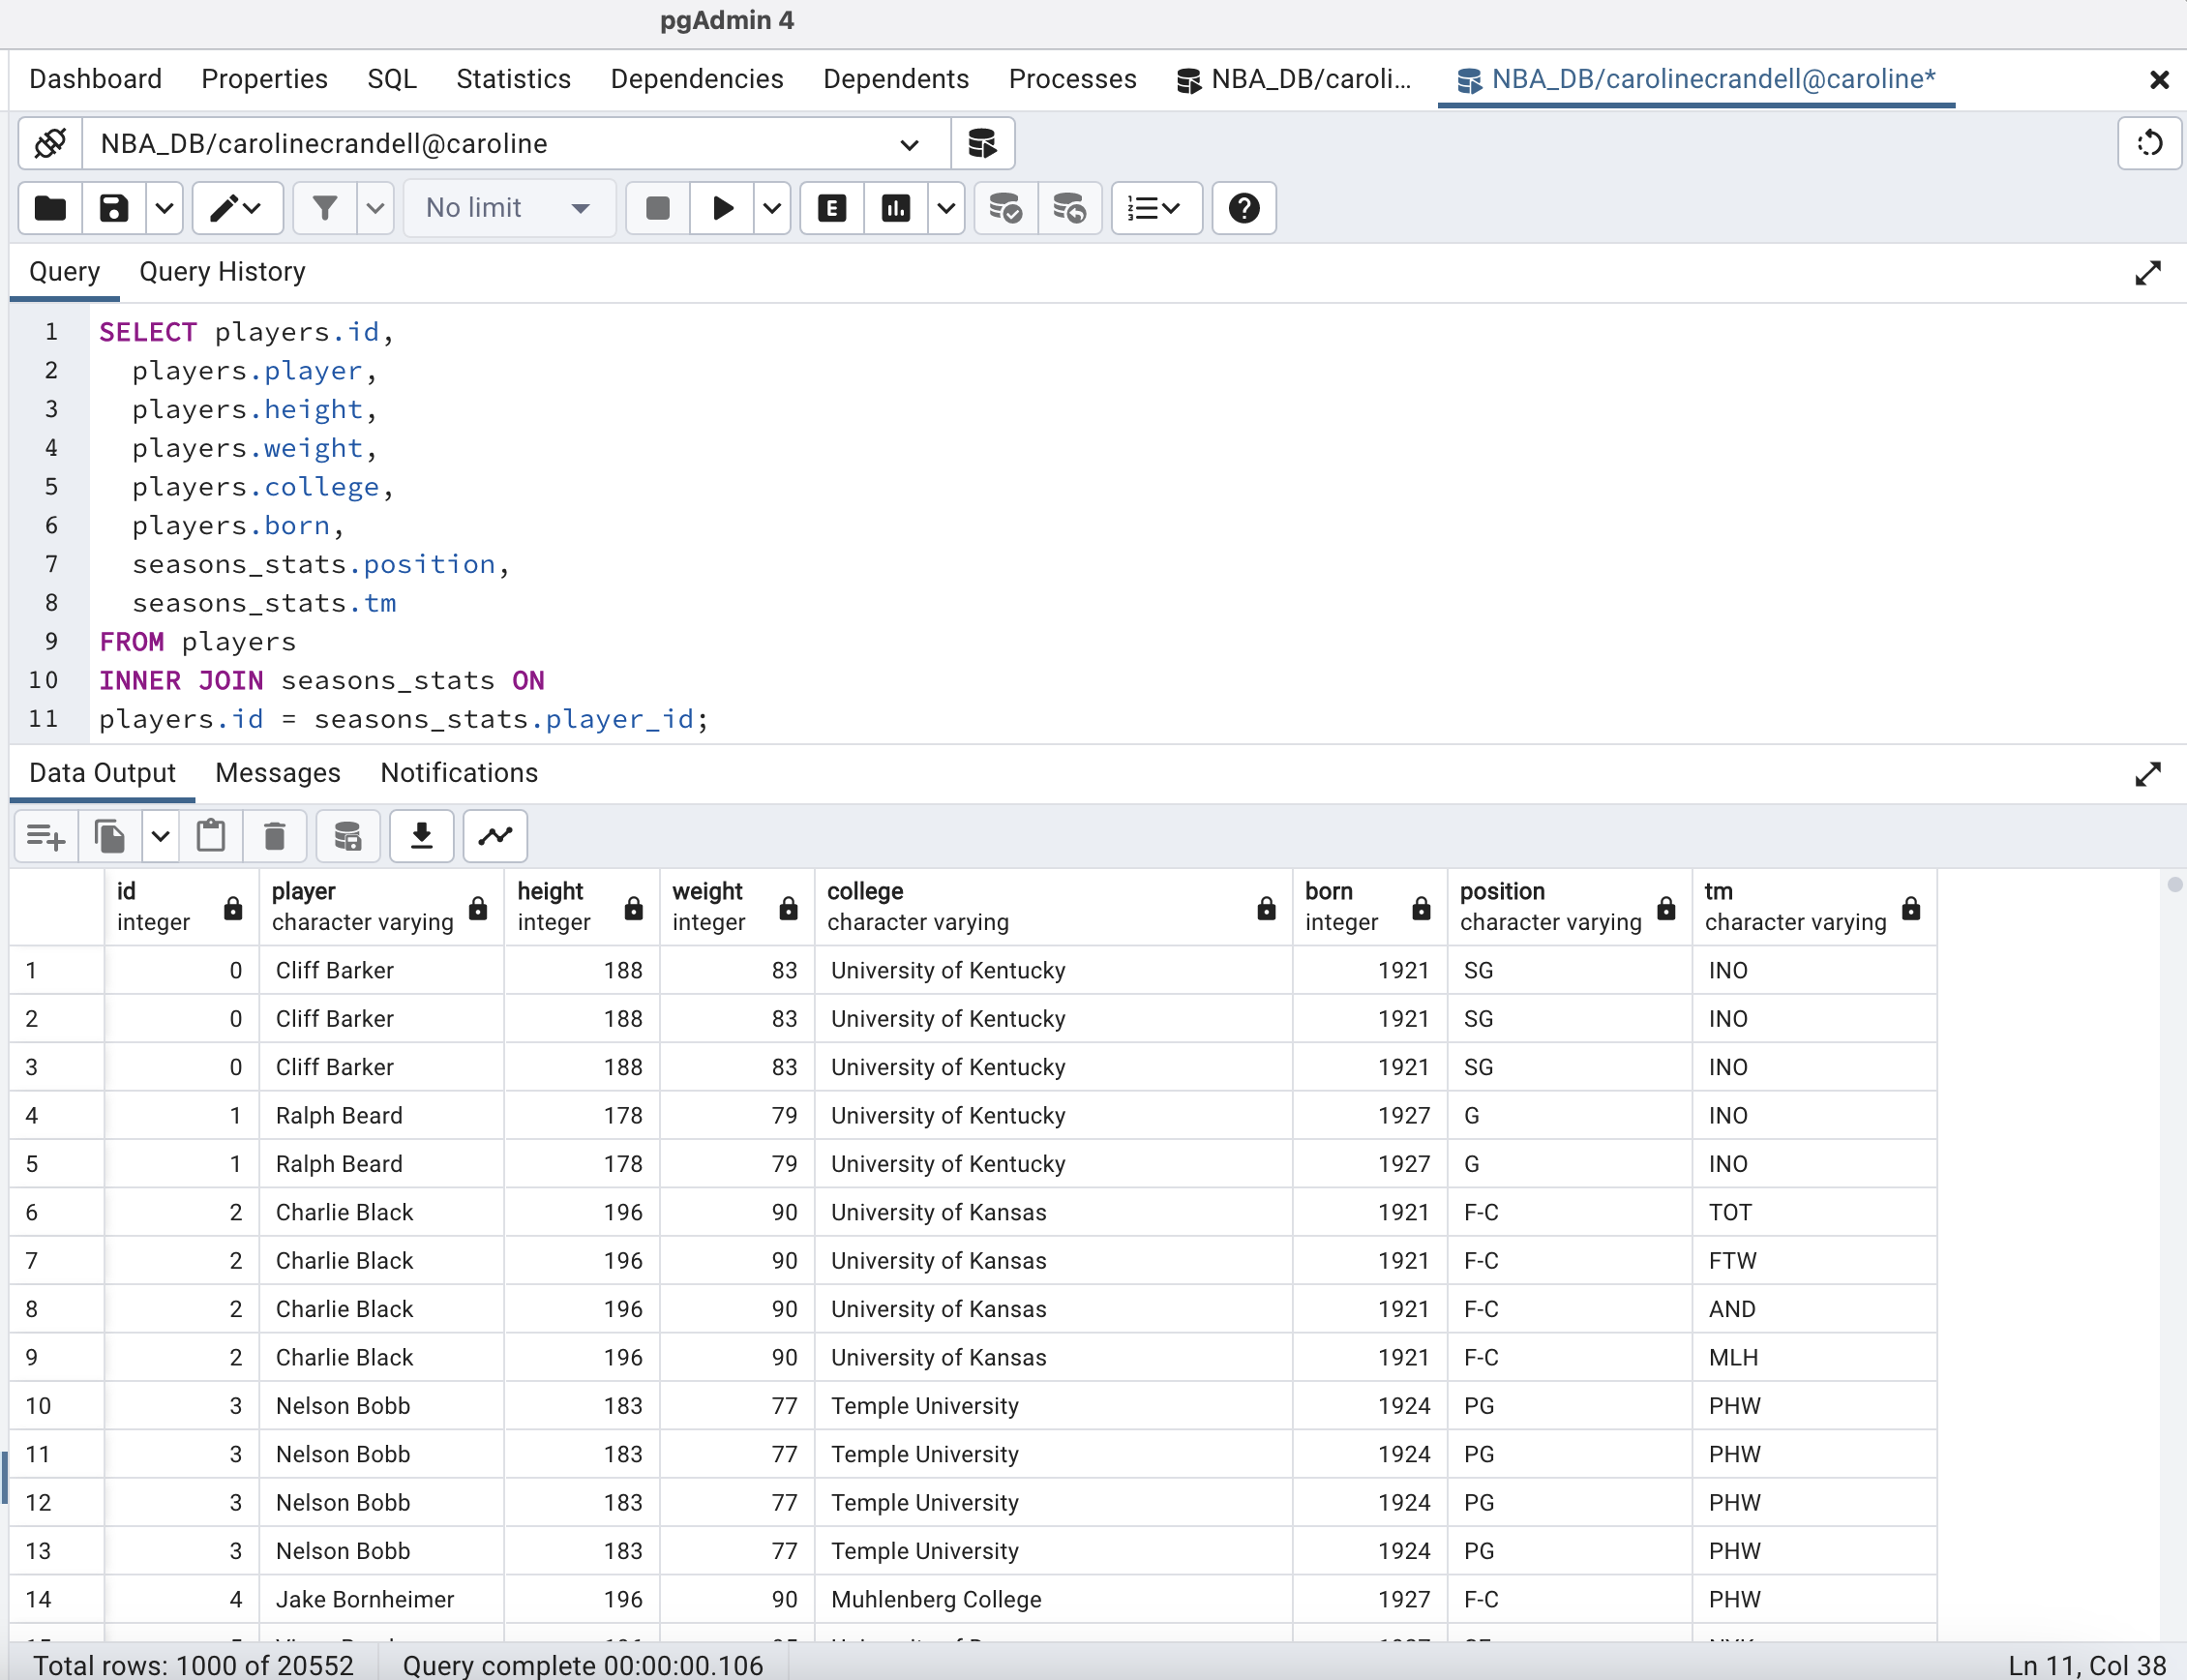 pgAdmin 4
Dashboard Properties SQL Statistics Dependencies Dependents Processes NBA_DB/caroli... NBA_DB/carolinecrandell@caroline*
NBA_DB/carolinecrandell@caroline
No limit E
Query Query History
1 SELECT players.id,
2 players.player,
3 players.height,
4 players.weight,
5 players.college,
6 players.born,
7 seasons_stats.position,
8 seasons_stats.tm
9 FROM players
10 INNER JOIN seasons_stats ON
11 players.id = seasons_stats.player_id;
Data Output Messages Notifications
id player height weight college born position tm
integer character varying integer integer character varying integer character varying character varying
1 0 Cliff Barker 188 83 University of Kentucky 1921 SG INO
2 0 Cliff Barker 188 83 University of Kentucky 1921 SG INO
3 0 Cliff Barker 188 83 University of Kentucky 1921 SG INO
4 1 Ralph Beard 178 79 University of Kentucky 1927 G INO
5 1 Ralph Beard 178 79 University of Kentucky 1927 G INO
6 2 Charlie Black 196 90 University of Kansas 1921 F-C TOT
7 2 Charlie Black 196 90 University of Kansas 1921 F-C FTW
8 2 Charlie Black 196 90 University of Kansas 1921 F-C AND
9 2 Charlie Black 196 90 University of Kansas 1921 F-C MLH
10 3 Nelson Bobb 183 77 Temple University 1924 PG PHW
11 3 Nelson Bobb 183 77 Temple University 1924 PG PHW
12 3 Nelson Bobb 183 77 Temple University 1924 PG PHW
13 3 Nelson Bobb 183 77 Temple University 1924 PG PHW
14 4 Jake Bornheimer 196 90 Muhlenberg College 1927 F-C PHW
Total rows: 1000 of 20552 Query complete 00:00:00.106 Ln 11, Col 38